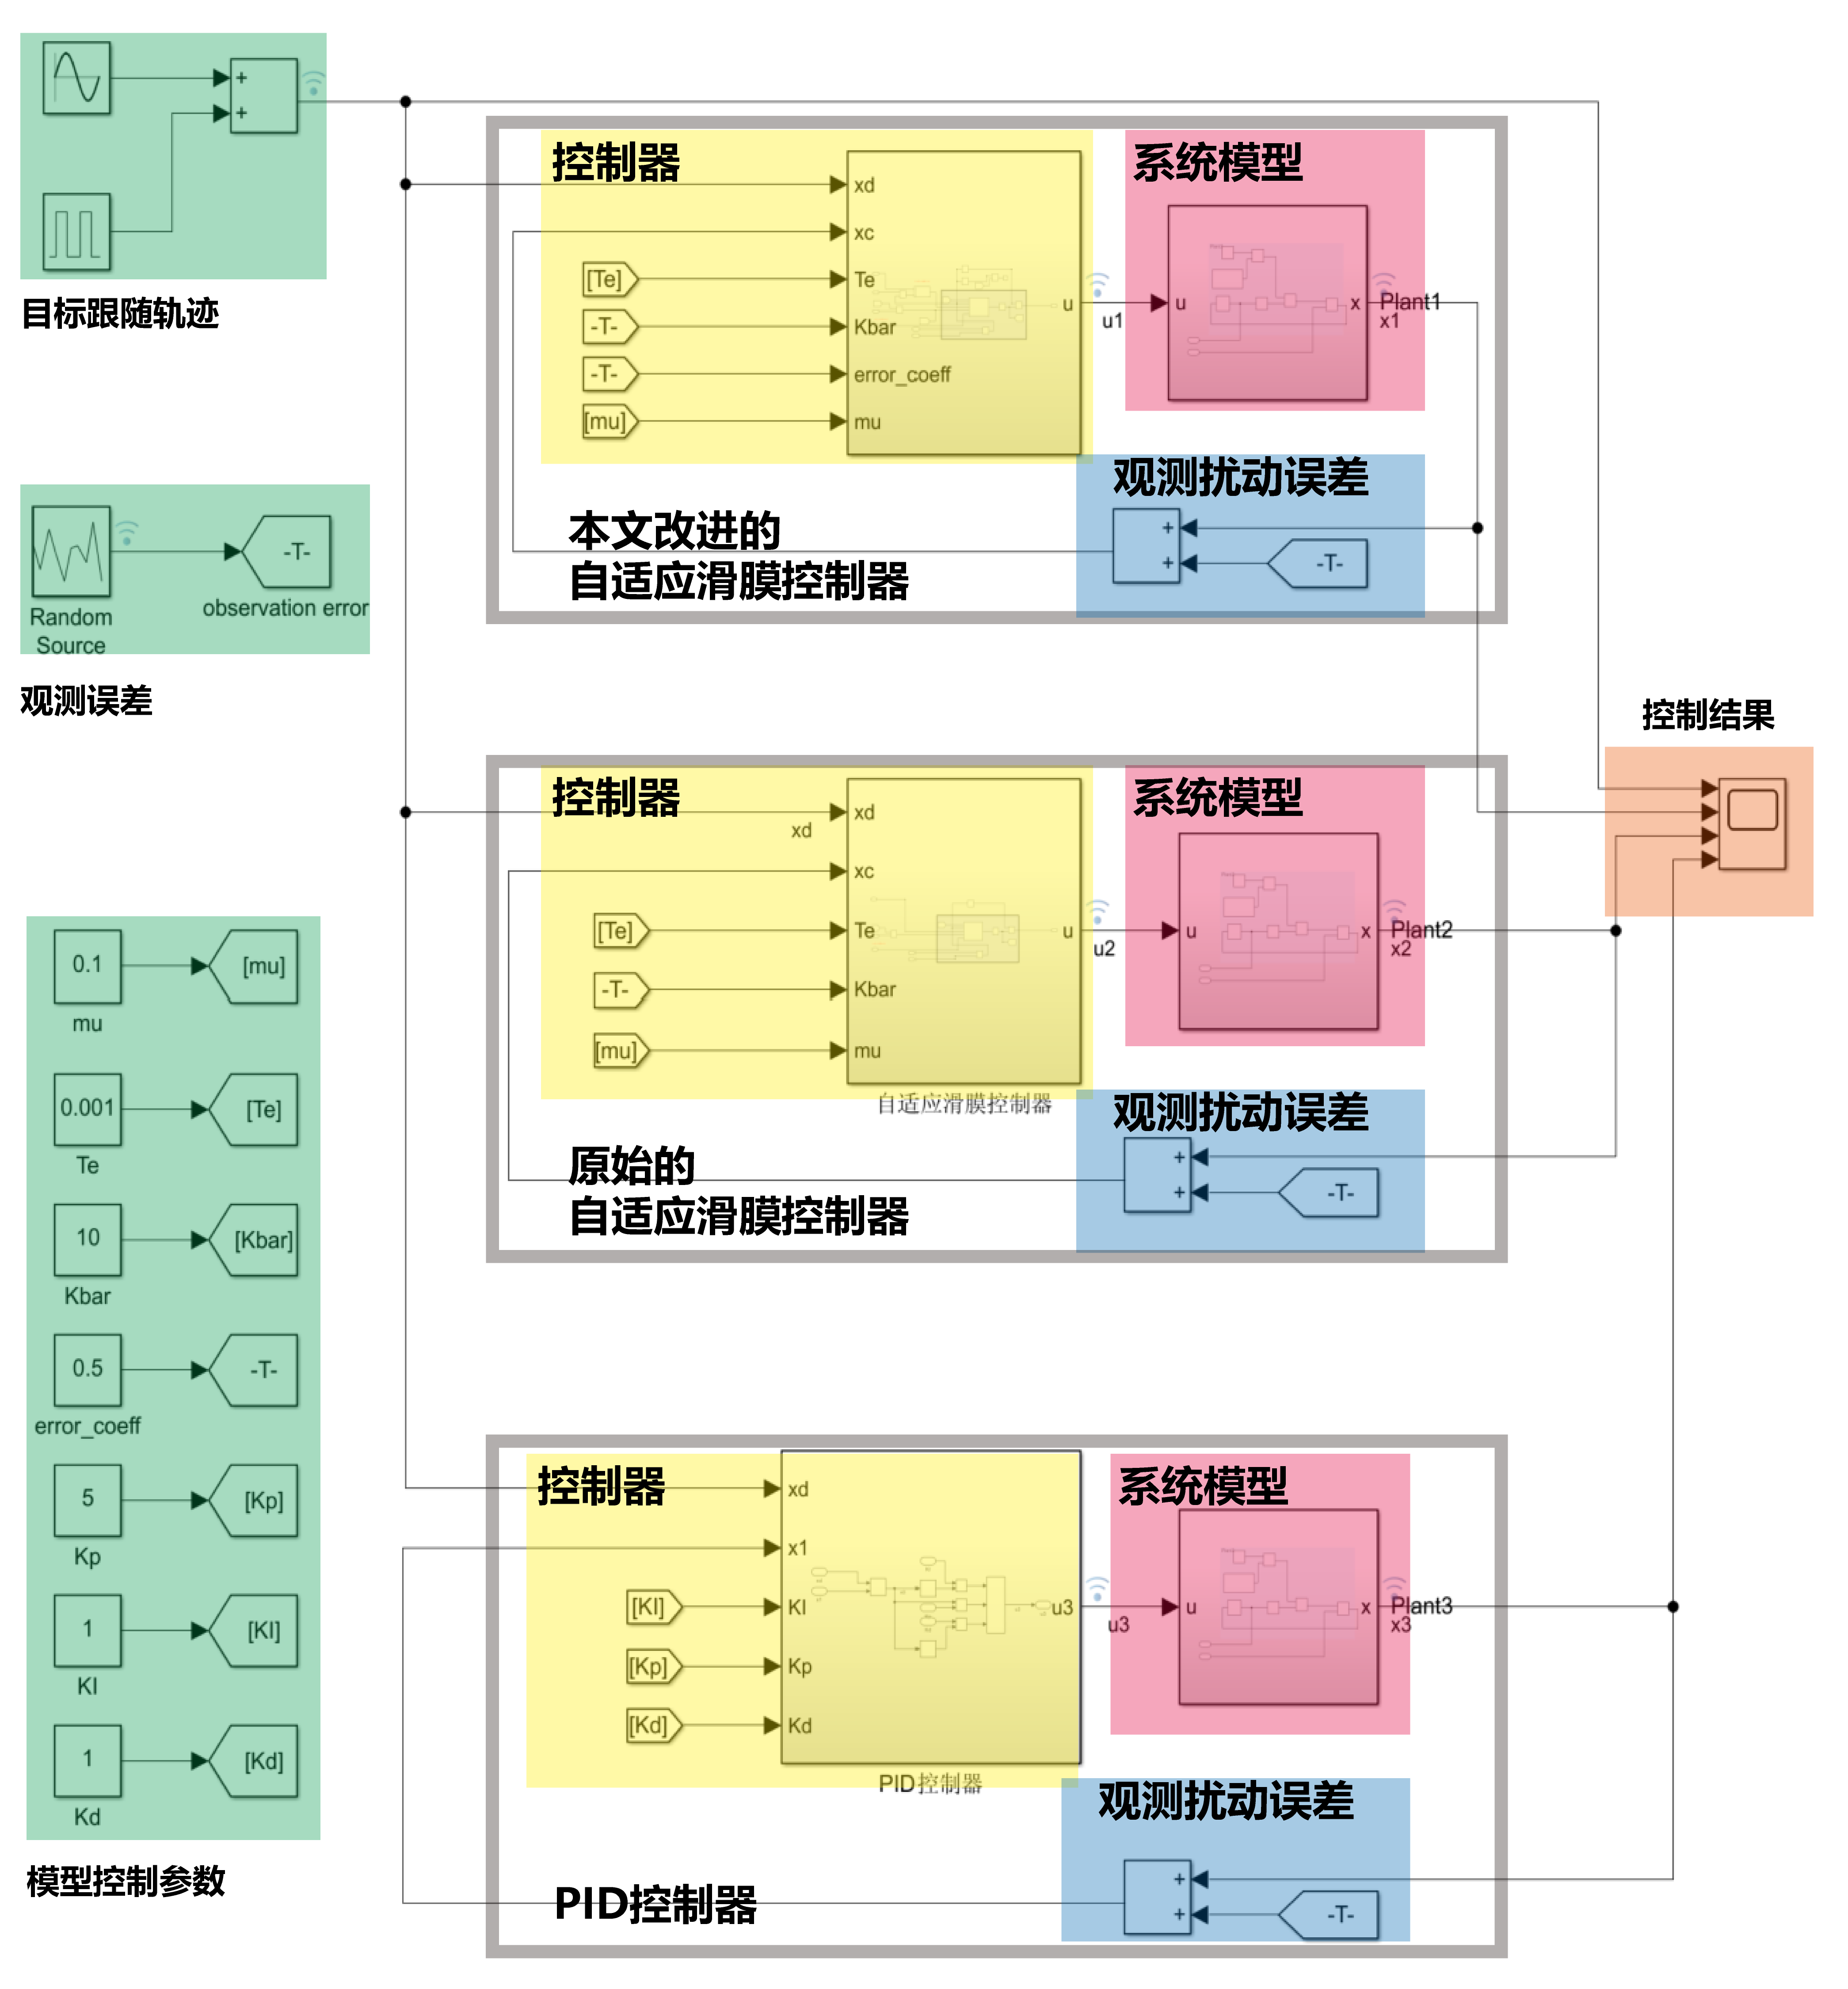 +
+
目标跟随轨迹
Random
Source
-T-
observation error
观测误差
0.1
[mu]
mu
0.001
[Te]
Te
10
[Kbar]
Kbar
0.5
-T-
error_coeff
5
[Kp]
Kp
1
[KI]
KI
1
[Kd]
Kd
模型控制参数
控制器
xd
xc
[Te]
Te
-T-
Kbar
-T-
error_coeff
[mu]
mu
u
u1
系统模型
u
x
Plant1
x1
观测扰动误差
+
+
-T-
本文改进的
自适应滑膜控制器
控制器
xd
xd
xc
[Te]
Te
-T-
Kbar
[mu]
mu
u
u2
自适应滑膜控制器
系统模型
u
x
Plant2
x2
观测扰动误差
+
+
-T-
原始的
自适应滑膜控制器
控制器
xd
x1
[KI]
KI
[Kp]
Kp
[Kd]
Kd
u3
u3
PID控制器
系统模型
u
x
Plant3
x3
观测扰动误差
+
+
-T-
PID控制器
控制结果